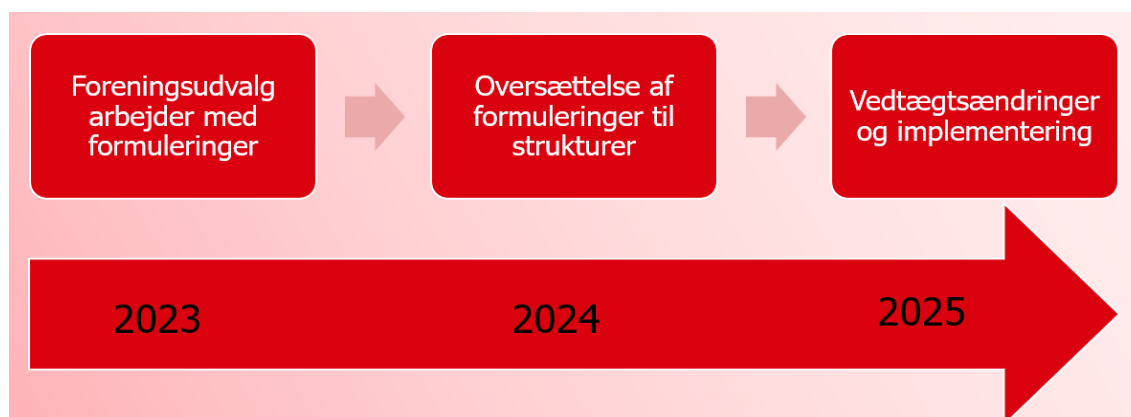 Foreningsudvalg
arbejder med
formuleringer
Oversættelse af
formuleringer til
strukturer
Vedtægtsændringer
og implementering
2023
2024
2025